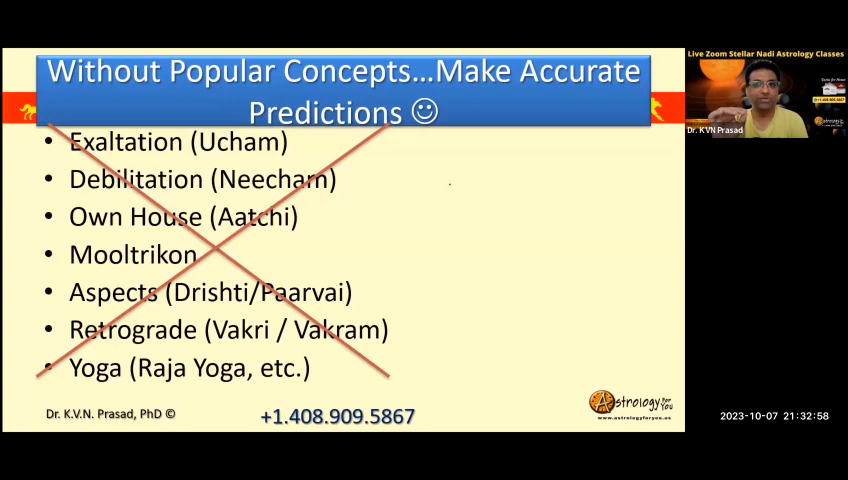 Without Popular Concepts...Make Accurate
Predictions ☺
• Exaltation (Ucham)
• Debilitation (Neecham)
• Own House (Aatchi)
• Mooltrikon
• Aspects (Drishti/Paarvai)
• Retrograde (Vakri / Vakram)
• Yoga (Raja Yoga, etc.)
Dr. K.V.N. Prasad, PhD ©
+1.408.909.5867
Astrology For You
www.astrologyforyou.us
Live Zoom Stellar Nadi Astrology Classes
Dr. K VN Prasad
2023-10-07 21:32:58